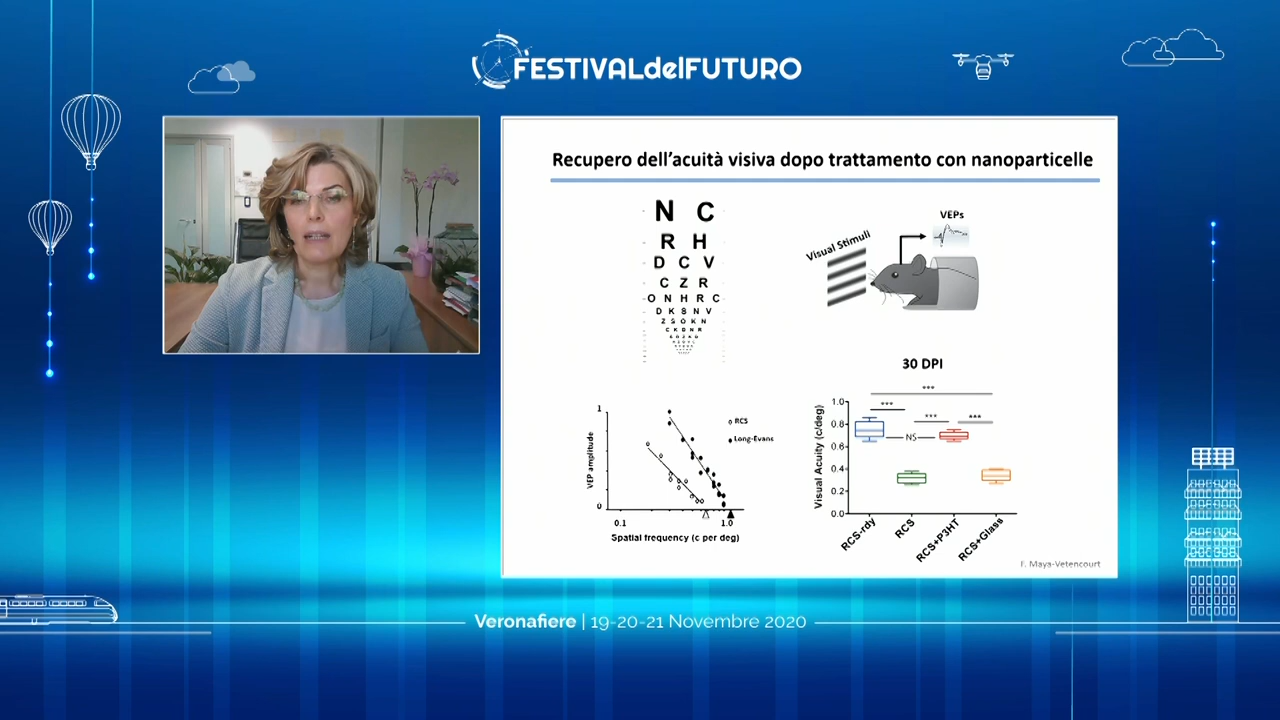 FESTIVALdelFUTURO
Recupero dell'acuità visiva dopo trattamento con nanoparticelle
N C
R H
D C V
C Z R
O N H R C
D K S N V
Z S O K N
C K D N R
Visual Stimuli
VEPs
1
VEP amplitude
0
0.1
1.0
Spatial frequency (c per deg)
RCS
Long-Evans
30 DPI
***
***
***
***
NS
Visual Acuity (c/deg)
1.0
0.8
0.6
0.4
0.2
0.0
RCS-rdy
RCS
RCS+P3HT
RCS+Glass
F. Maya-Vetencourt
Veronafiere | 19-20-21 Novembre 2020